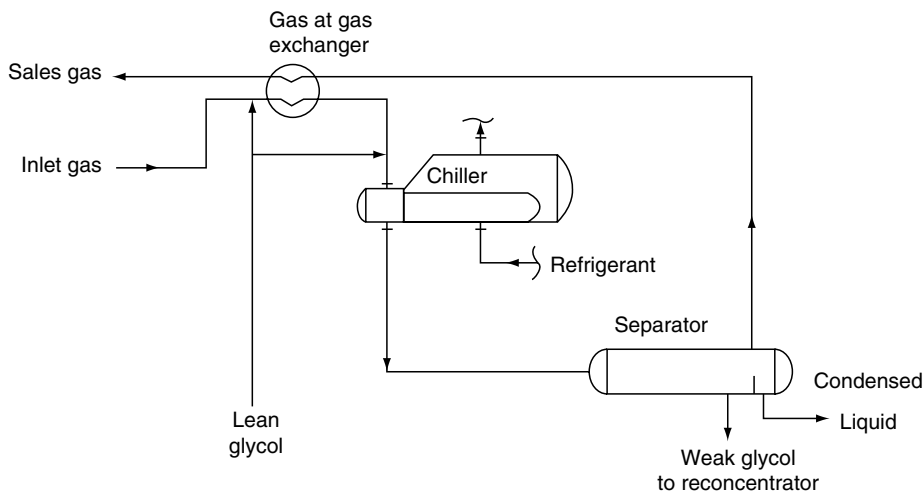 Gas at gas
exchanger
Sales gas
Inlet gas
Chiller
Refrigerant
Separator
Condensed
Liquid
Lean
glycol
Weak glycol
to reconcentrator